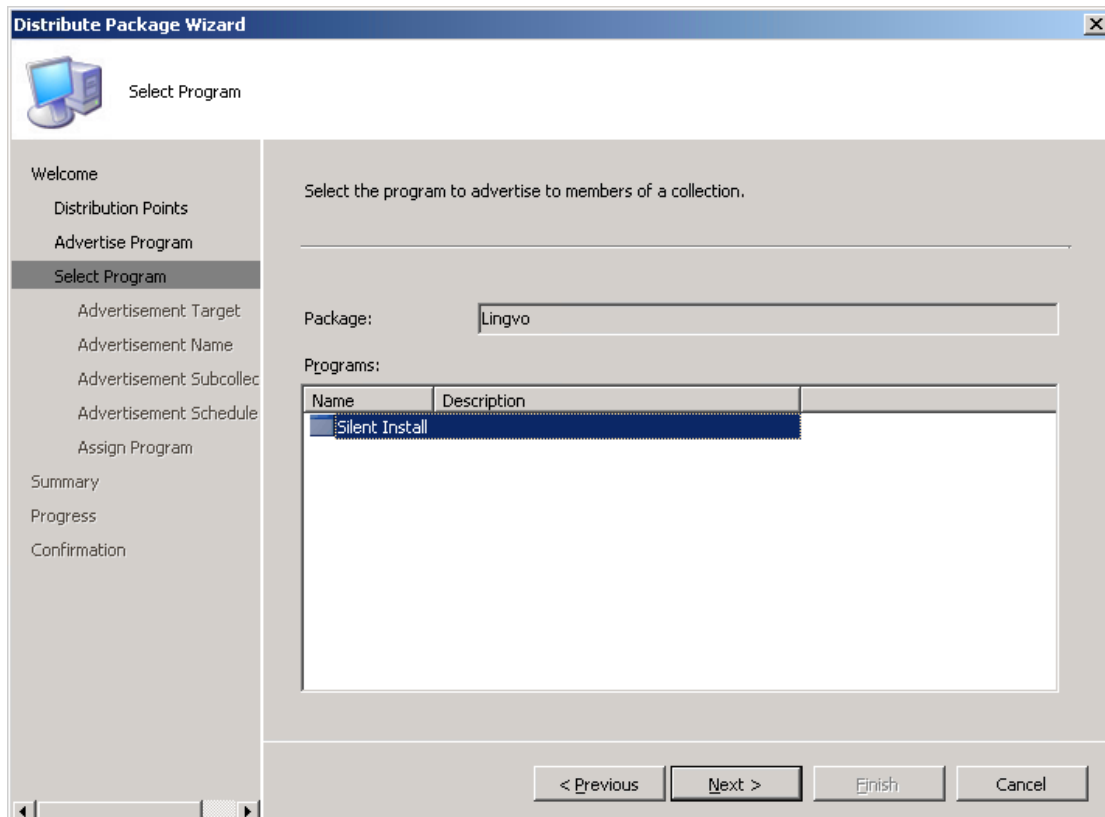 Distribute Package Wizard
Select Program
Welcome
Distribution Points
Advertise Program
Select Program
Advertisement Target
Advertisement Name
Advertisement Subcollec
Advertisement Schedule
Assign Program
Summary
Progress
Confirmation
Select the program to advertise to members of a collection.
Package: Lingvo
Programs:
Name Description
Silent Install
< Previous Next > Finish Cancel